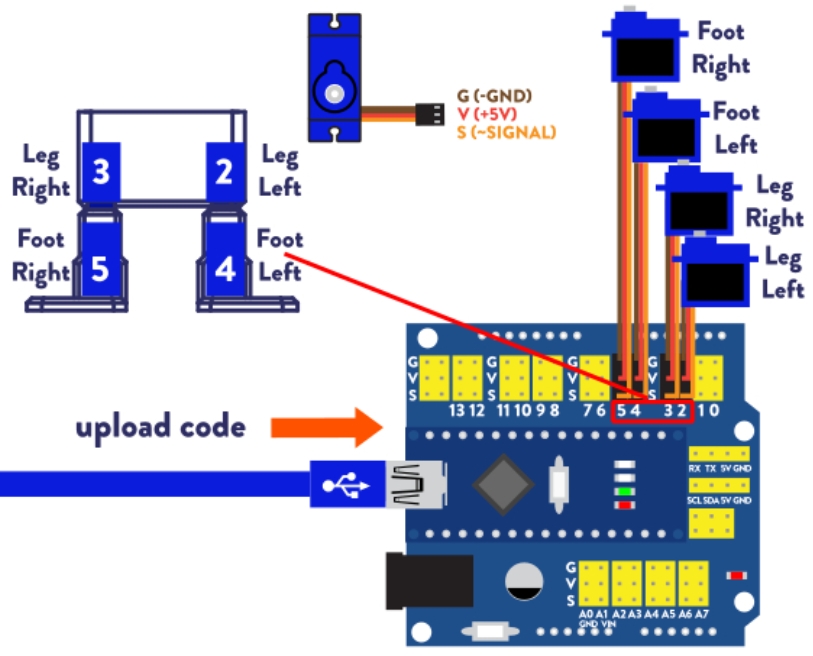 G (-GND)
V (+5V)
S (~SIGNAL)
Foot
Right
Foot
Left
Leg
Right
Leg
Left
Leg
Right
3
2
Leg
Left
Foot
Right
5
4
Foot
Left
G
V
S
G
V
S
G
V
S
G
V
S
13 12
11 10
9 8
7 6
5 4
3 2
1 0
upload code
RX TX 5V GND
SCL SDA 5V GND
G
V
S
A0 A1 A2 A3 A4 A5 A6 A7
GND VIN